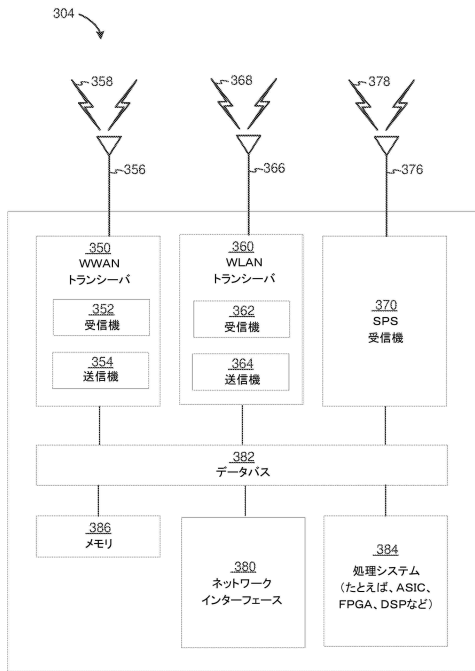 304
358
368
378
356
366
376
350
WWAN
トランシーバ
352
受信機
354
送信機
360
WLAN
トランシーバ
362
受信機
364
送信機
370
SPS
受信機
382
データバス
386
メモリ
380
ネットワーク
インターフェース
384
処理システム
(たとえば、ASIC、
FPGA、DSPなど)